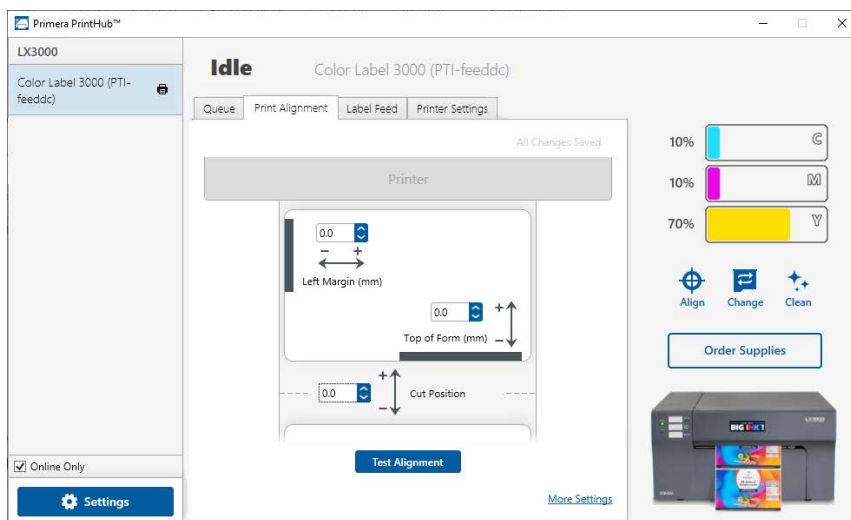 Primera PrintHub™
LX3000
Color Label 3000 (PTI-
feeddc)
Idle
Color Label 3000 (PTI-feeddc)
Queue
Print Alignment
Label Feed
Printer Settings
All Changes Saved.
Printer
0.0
- +
Left Margin (mm)
0.0
+
Top of Form (mm)
-
+
0.0
Cut Position
-
Test Alignment
More Settings
10%
C
10%
M
70%
Y
Align
Change
Clean
Order Supplies
LX3000
BIG INK!
Online Only
Settings